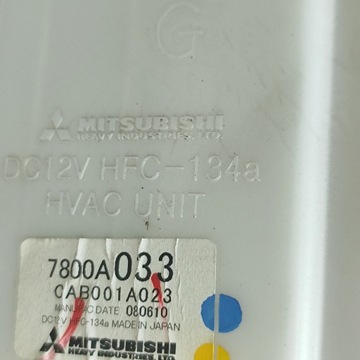 G
MITSUBISHI
HEAVY INDUSTRIES, LTD.
DC12V HFC-134a
HVAC UNIT
7800A033
CAB001A023
MANUFAC DATE 080610
DC12V HFC-134a MADE IN JAPAN
MITSUBISHI
HEAVY INDUSTRIES, LTD.